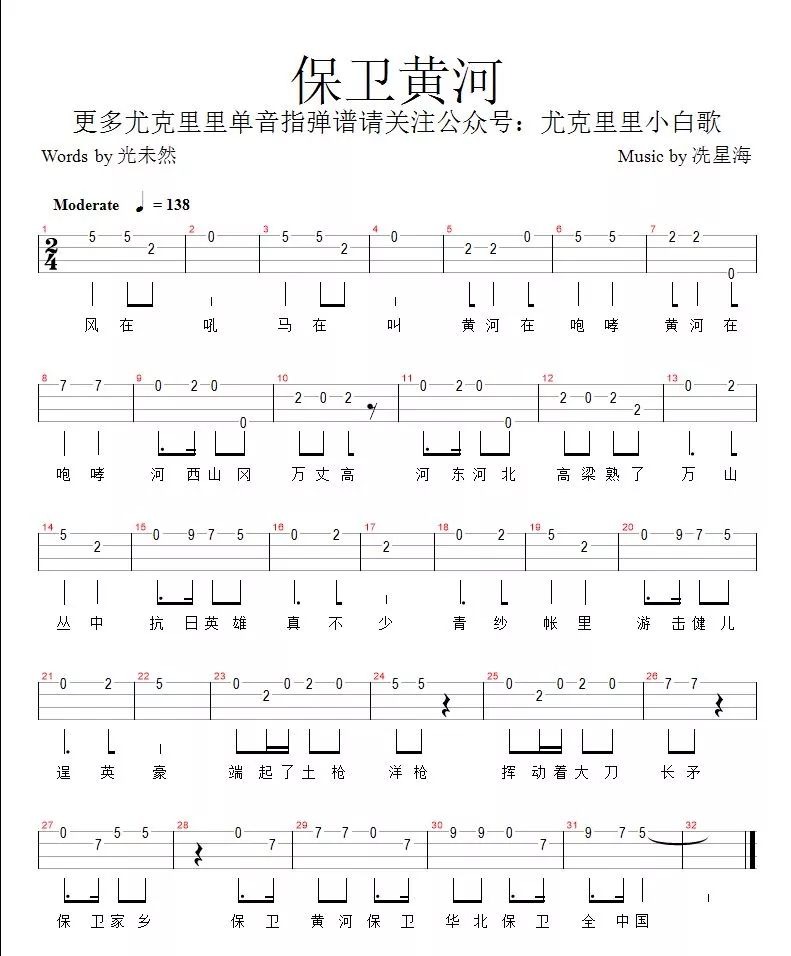 保卫黄河
更多尤克里里单音指弹谱请关注公众号：尤克里里小白歌
Words by 光未然 Music by 冼星海
Moderate ♩ = 138
1 2 3 4 5 6 7
2/4 5 5 2 0 5 5 2 0 2 2 0 5 5 2 2 0
风 在 吼 马 在 叫 黄 河 在 咆 哮 黄 河 在
8 9 10 11 12 13
7 7 0 2 0 0 2 0 2 0 2 0 0 2 0 2 2 0 2
咆 哮 河 西 山 冈 万 丈 高 河 东 河 北 高 梁 熟 了 万 山
14 15 16 17 18 19 20
5 2 0 9 7 5 0 2 2 0 2 5 2 0 9 7 5
丛 中 抗 日 英 雄 真 不 少 青 纱 帐 里 游 击 健 儿
21 22 23 24 25 26
0 2 5 0 2 0 2 0 5 5 0 2 0 2 0 7 7
逞 英 豪 端 起 了 土 枪 洋 枪 挥 动 着 大 刀 长 矛
27 28 29 30 31 32
0 7 5 5 0 7 7 7 0 7 9 9 0 7 9 7 5
保 卫 家 乡 保 卫 黄 河 保 卫 华 北 保 卫 全 中 国